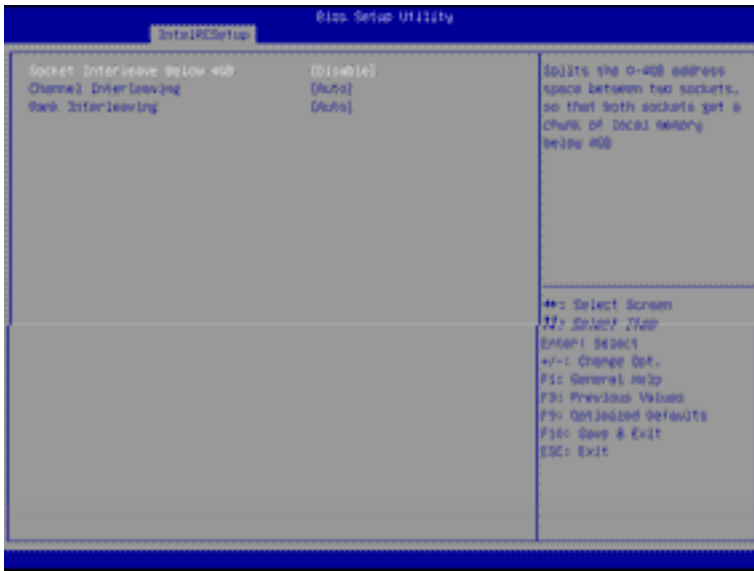 Bios Setup Utility
IntelRCSetup
Socket Interleave Below 4GB [Disable]
Channel Interleaving [Auto]
Rank Interleaving [Auto]
Splits the 0-4GB address
space between two sockets,
so that both sockets get a
chunk of local memory
below 4GB
: Select Screen
↑↓: Select Item
Enter: Select
+/-: Change Opt.
F1: General Help
F3: Previous Values
F9: Optimized Defaults
F10: Save & Exit
ESC: Exit